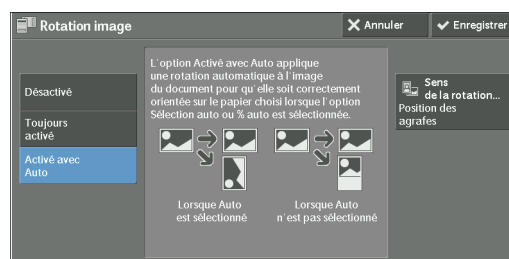 Rotation image
Annuler
Enregistrer
Désactivé
Toujours
activé
Activé avec
Auto
L'option Activé avec Auto applique
une rotation automatique à l'image
du document pour qu'elle soit correctement
orientée sur le papier choisi lorsque l'option
Sélection auto ou % auto est sélectionnée.
Lorsque Auto
est sélectionné
Lorsque Auto
n'est pas sélectionné
Sens
de la rotation...
Position des
agrafes